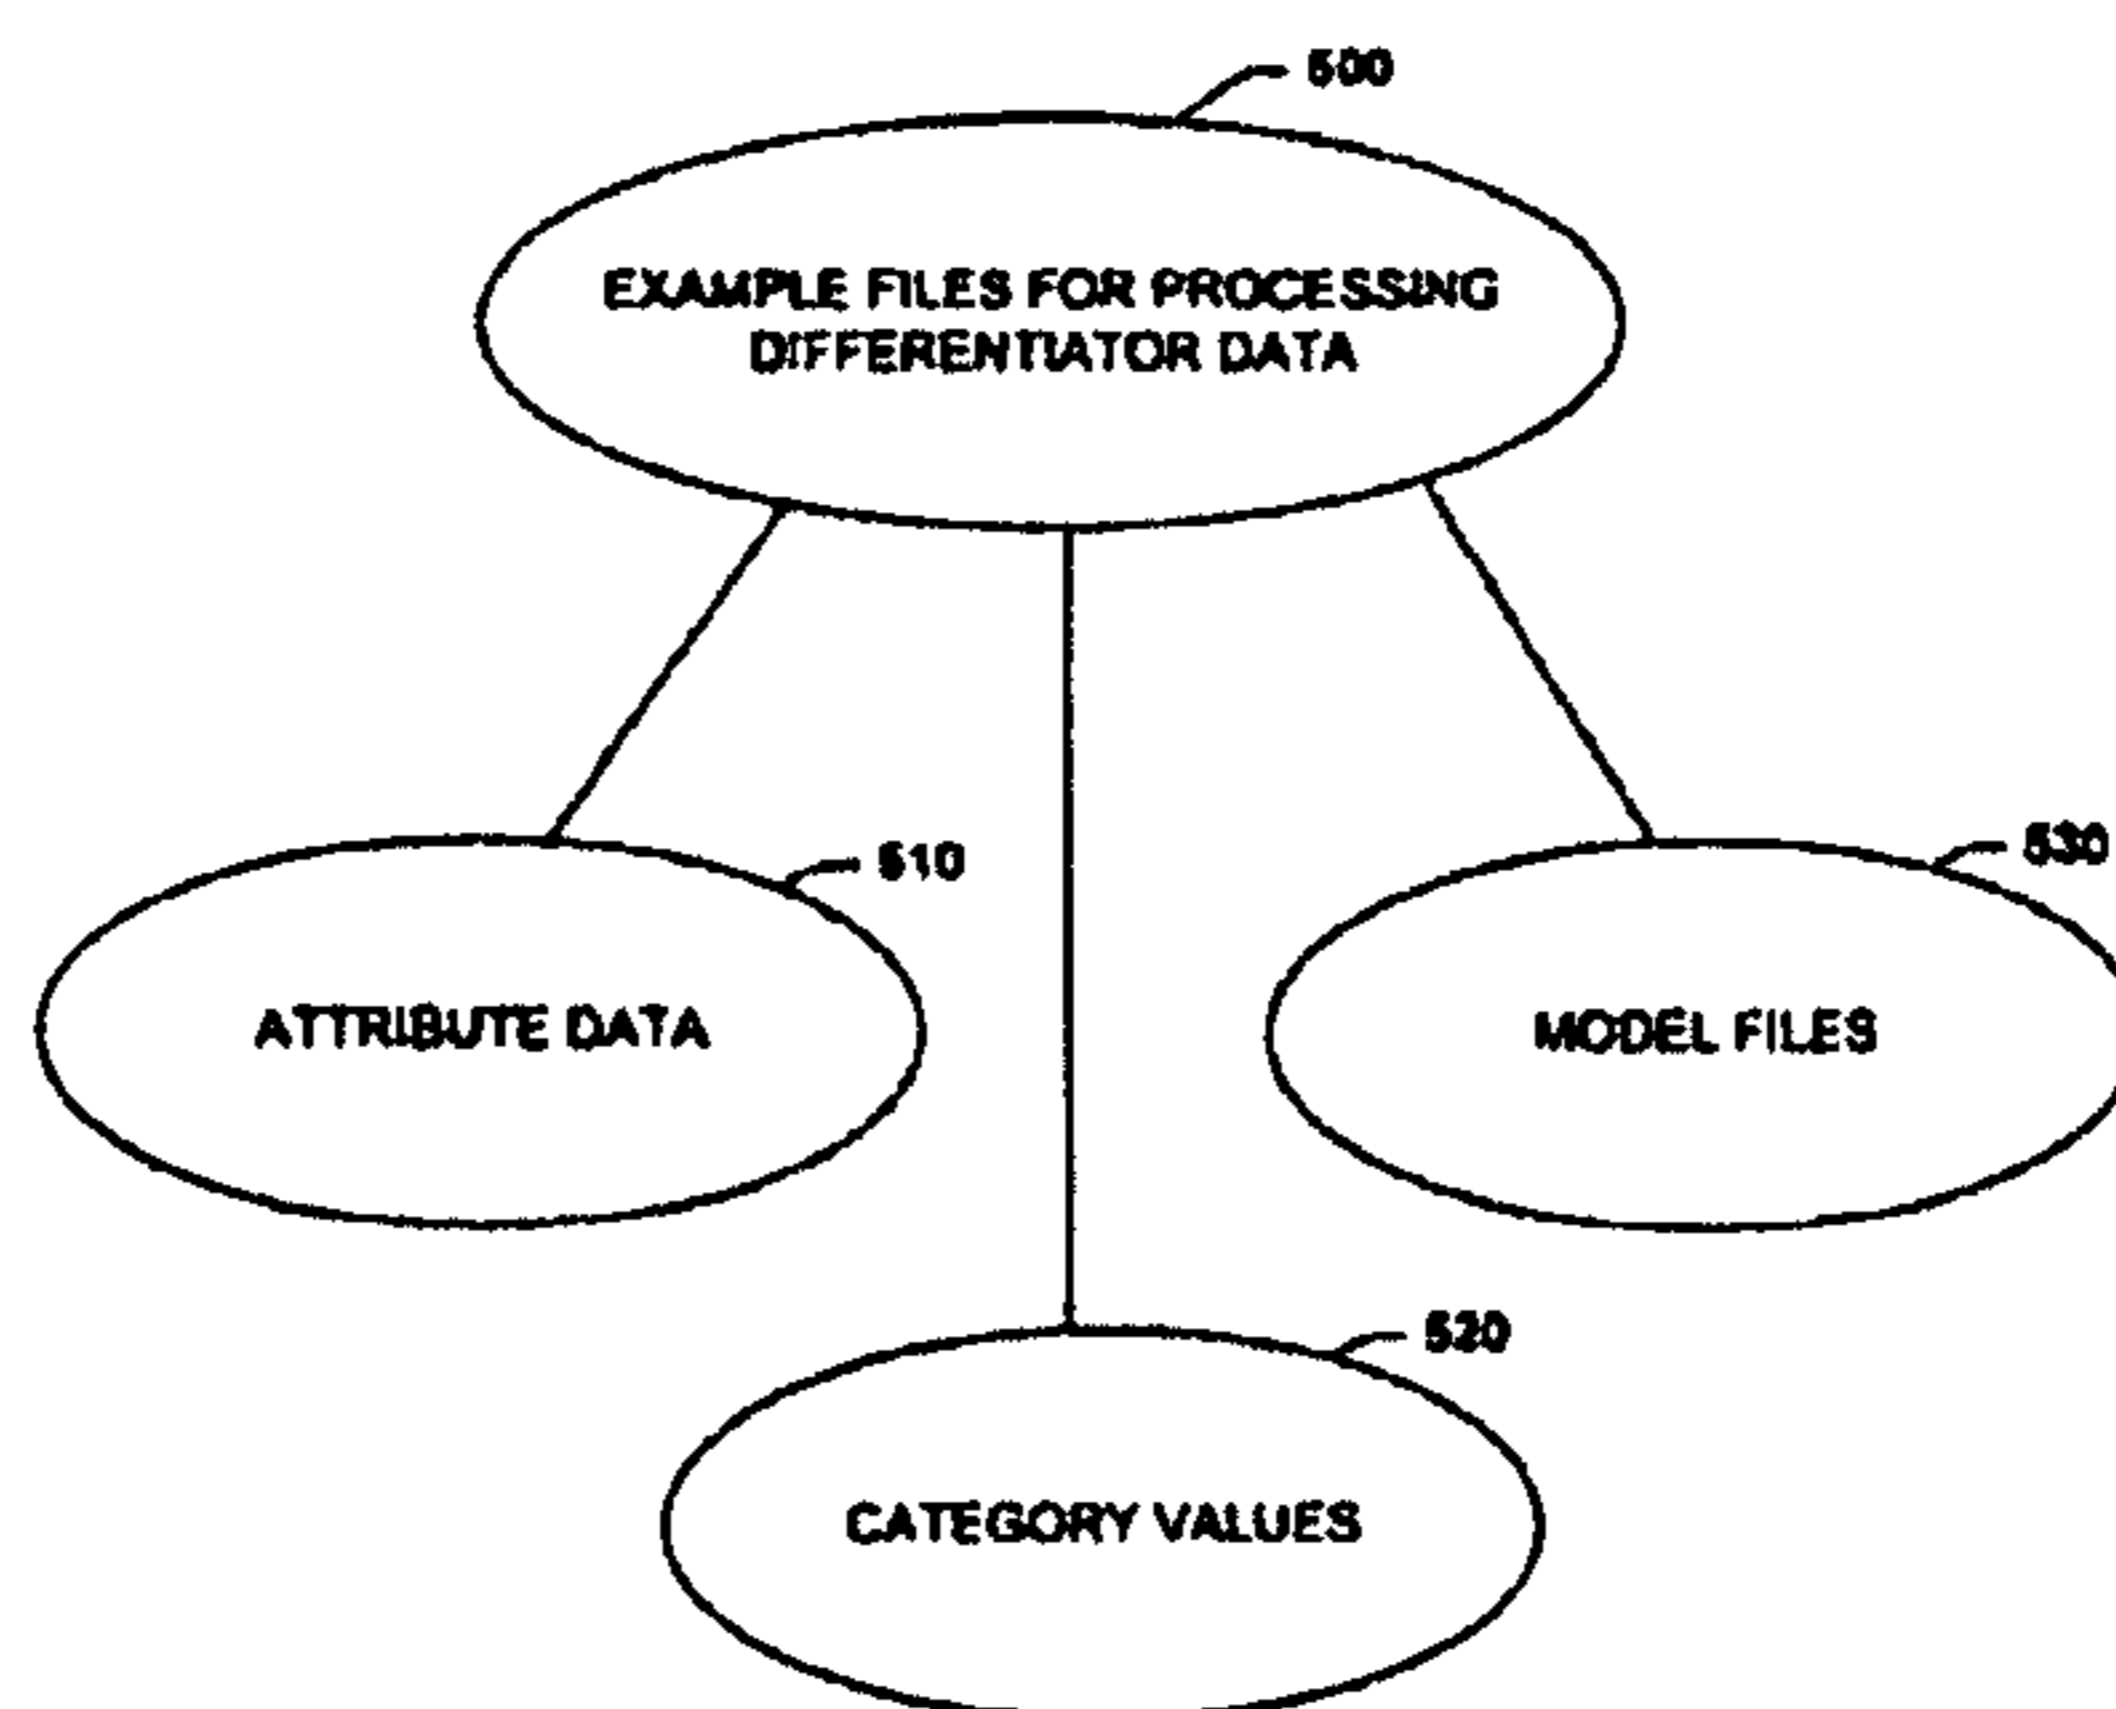 500
EXAMPLE FILES FOR PROCESSING
DIFFERENTIATOR DATA
510
530
ATTRIBUTE DATA
MODEL FILES
520
CATEGORY VALUES